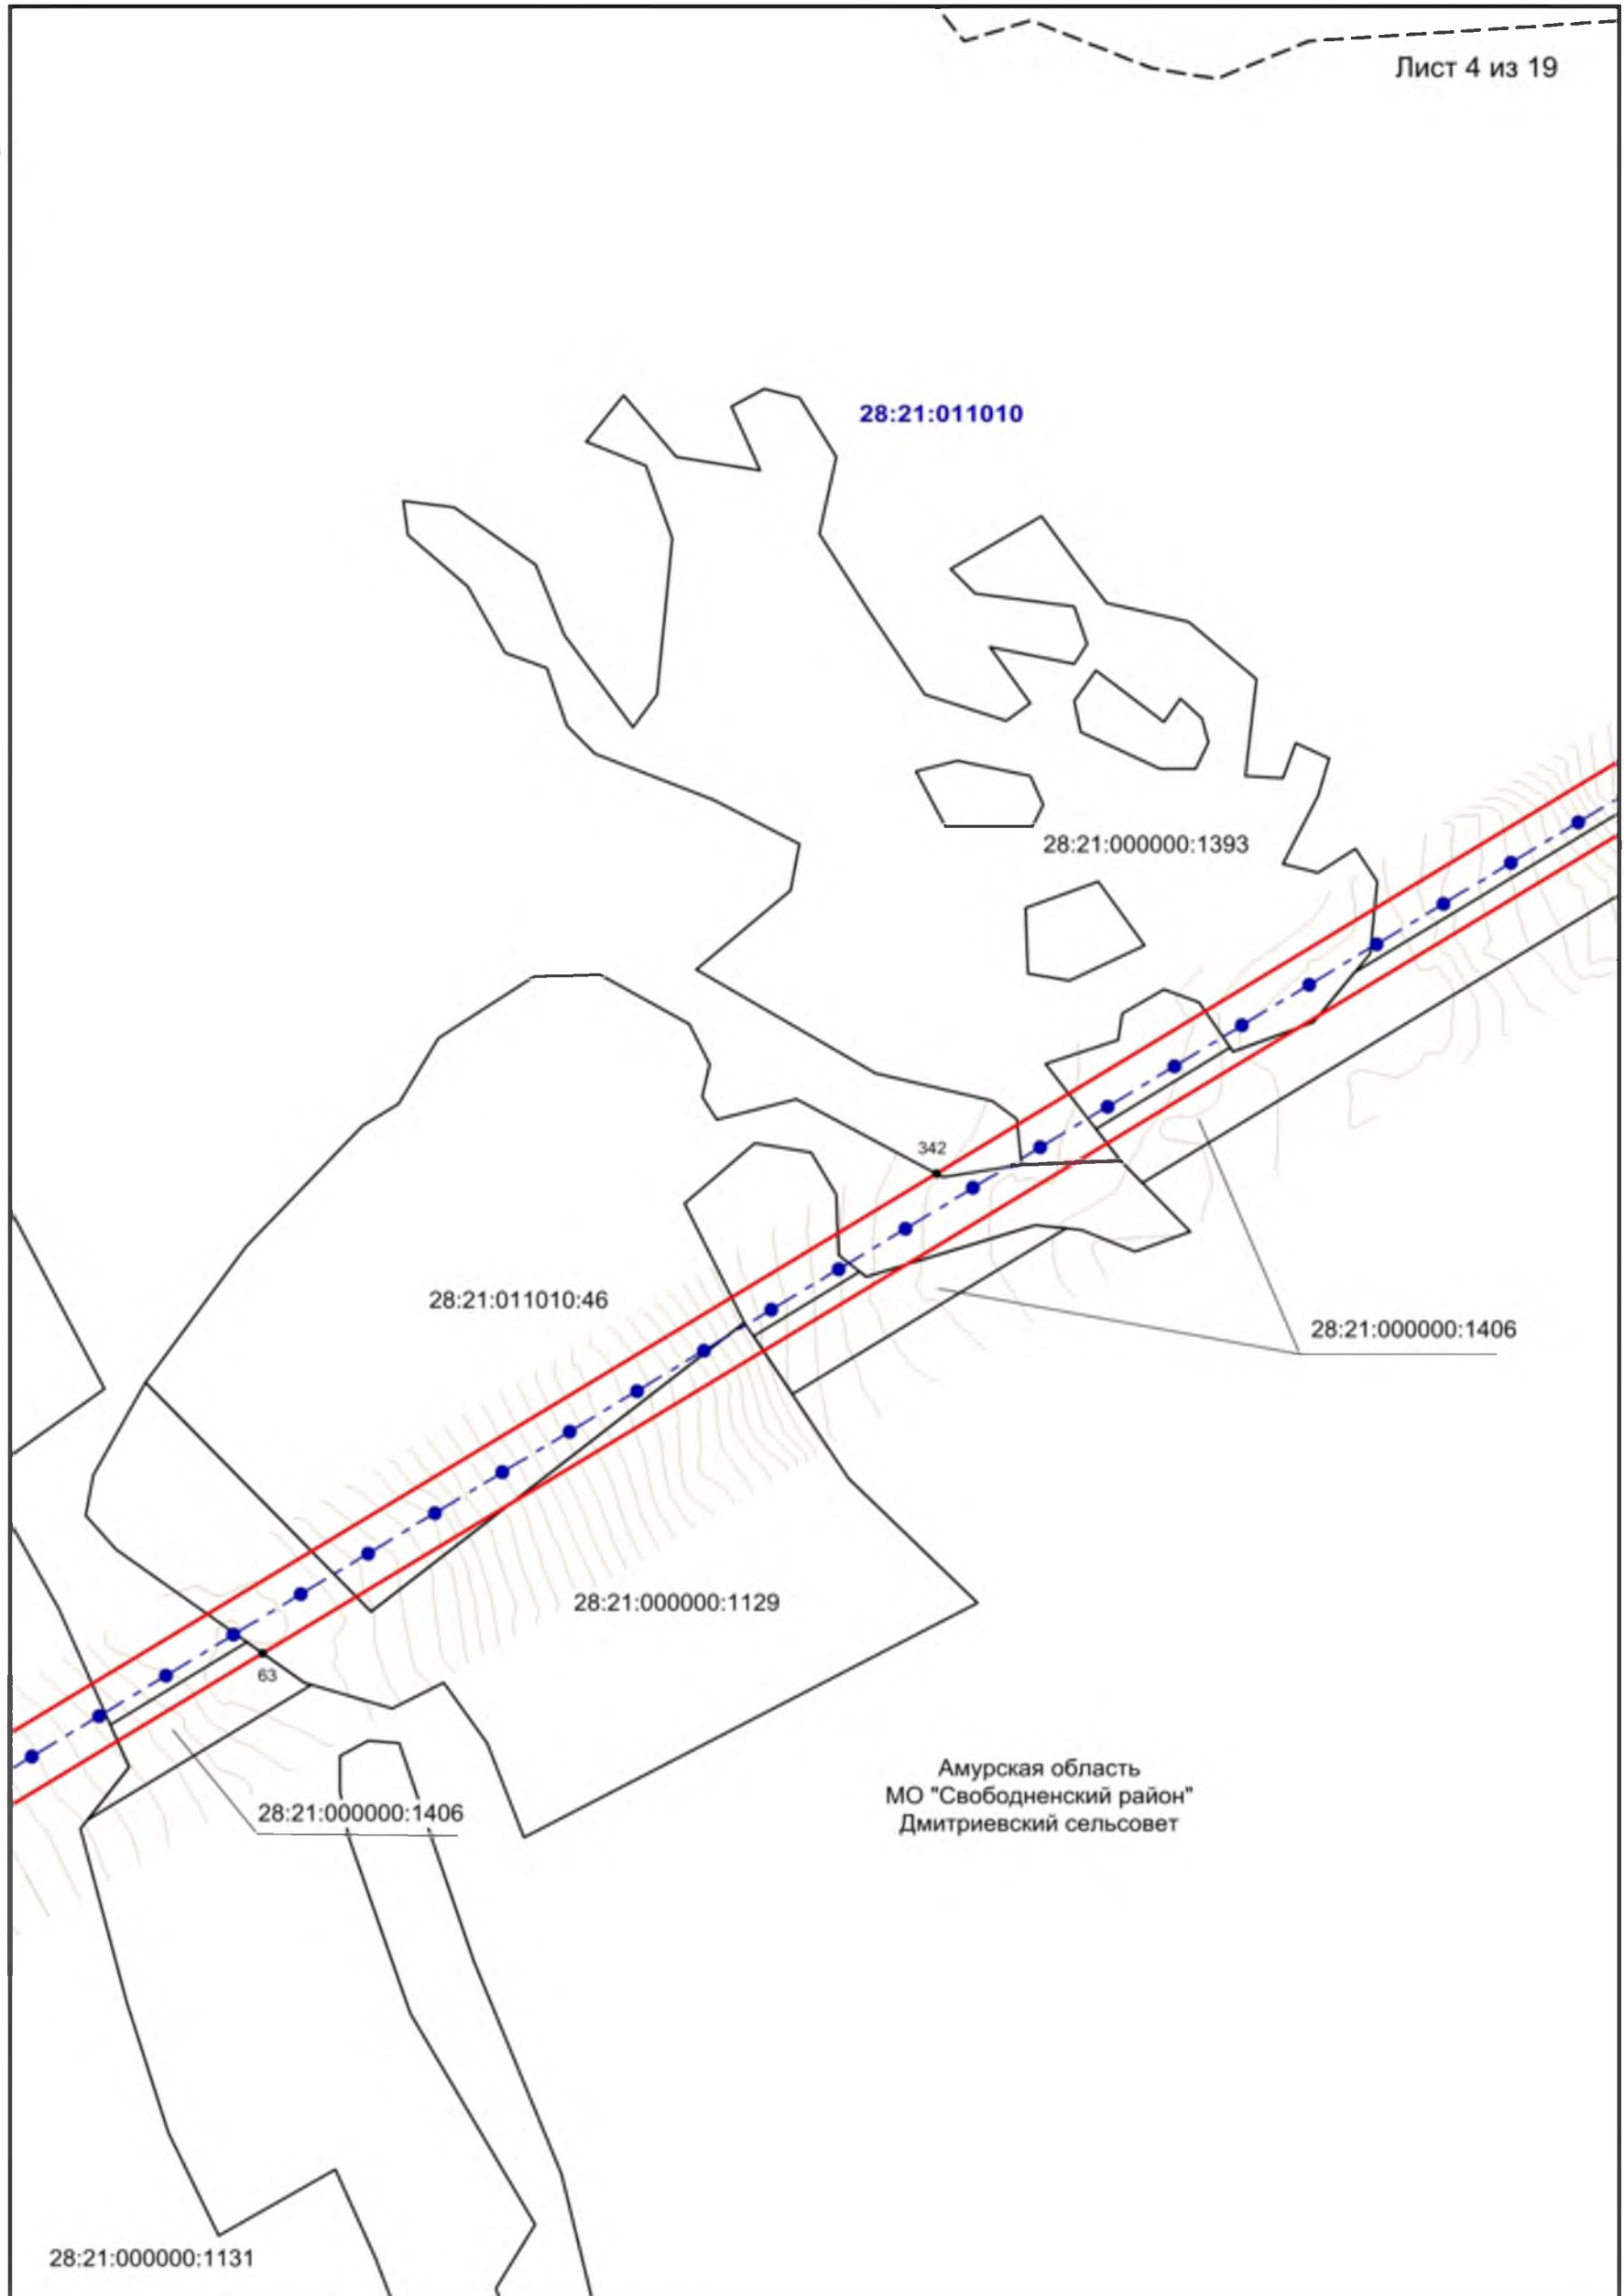 Лист 4 из 19
28:21:011010
28:21:000000:1393
342
28:21:011010:46
28:21:000000:1406
28:21:000000:1129
63
Амурская область
МО "Свободненский район"
Дмитриевский сельсовет
28:21:000000:1406
28:21:000000:1131